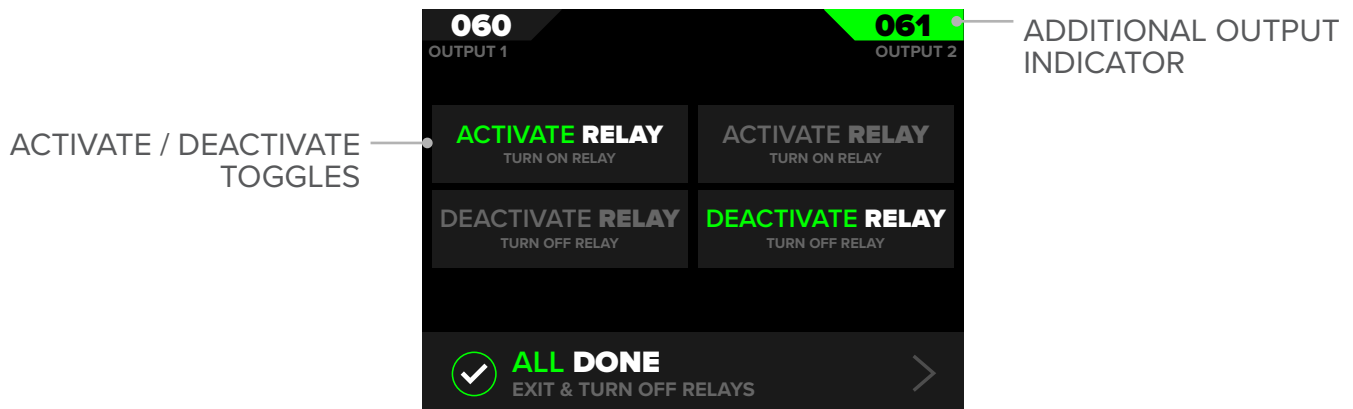 060
OUTPUT 1
061
OUTPUT 2
ADDITIONAL OUTPUT
INDICATOR
ACTIVATE / DEACTIVATE
TOGGLES
ACTIVATE RELAY
TURN ON RELAY
ACTIVATE RELAY
TURN ON RELAY
DEACTIVATE RELAY
TURN OFF RELAY
DEACTIVATE RELAY
TURN OFF RELAY
ALL DONE
EXIT & TURN OFF RELAYS